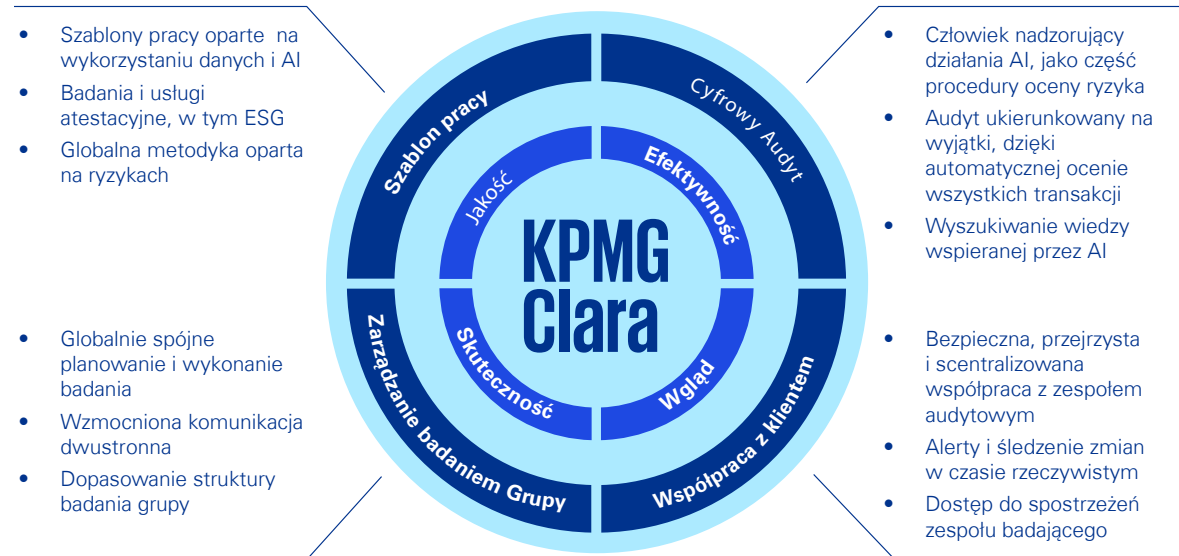 • Szablony pracy oparte na
wykorzystaniu danych i AI
• Badania i usługi
atestacyjne, w tym ESG
• Globalna metodyka oparta
na ryzykach
• Człowiek nadzorujący
działania AI, jako część
procedury oceny ryzyka
• Audyt ukierunkowany na
wyjątki, dzięki
automatycznej ocenie
wszystkich transakcji
• Wyszukiwanie wiedzy
wspieranej przez AI
Szablon pracy
Cyfrowy Audyt
Jakość
Efektywność
KPMG
Clara
Skuteczność
Wgląd
Zarządzanie badaniem Grupy
Współpraca z klientem
• Globalnie spójne
planowanie i wykonanie
badania
• Wzmocniona komunikacja
dwustronna
• Dopasowanie struktury
badania grupy
• Bezpieczna, przejrzysta
i scentralizowana
współpraca z zespołem
audytowym
• Alerty i śledzenie zmian
w czasie rzeczywistym
• Dostęp do spostrzeżeń
zespołu badającego